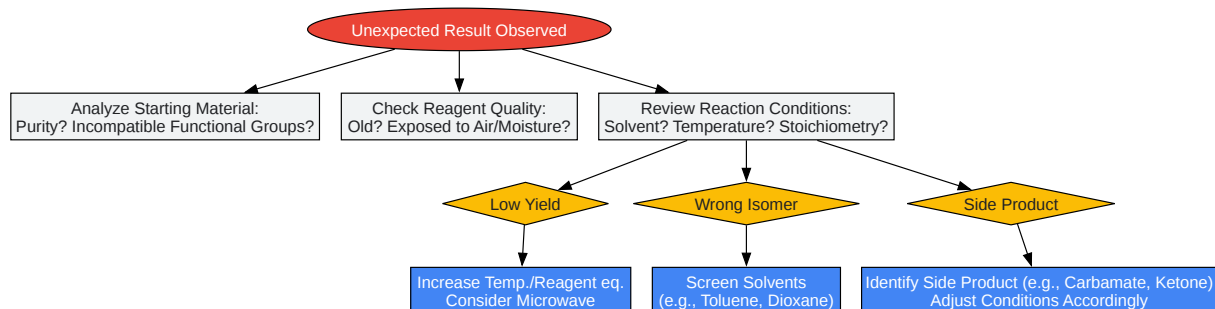 Unexpected Result Observed
Analyze Starting Material:
Purity? Incompatible Functional Groups?
Check Reagent Quality:
Old? Exposed to Air/Moisture?
Review Reaction Conditions:
Solvent? Temperature? Stoichiometry?
Low Yield
Wrong Isomer
Side Product
Increase Temp./Reagent eq.
Consider Microwave
Screen Solvents
(e.g., Toluene, Dioxane)
Identify Side Product (e.g., Carbamate, Ketone)
Adjust Conditions Accordingly